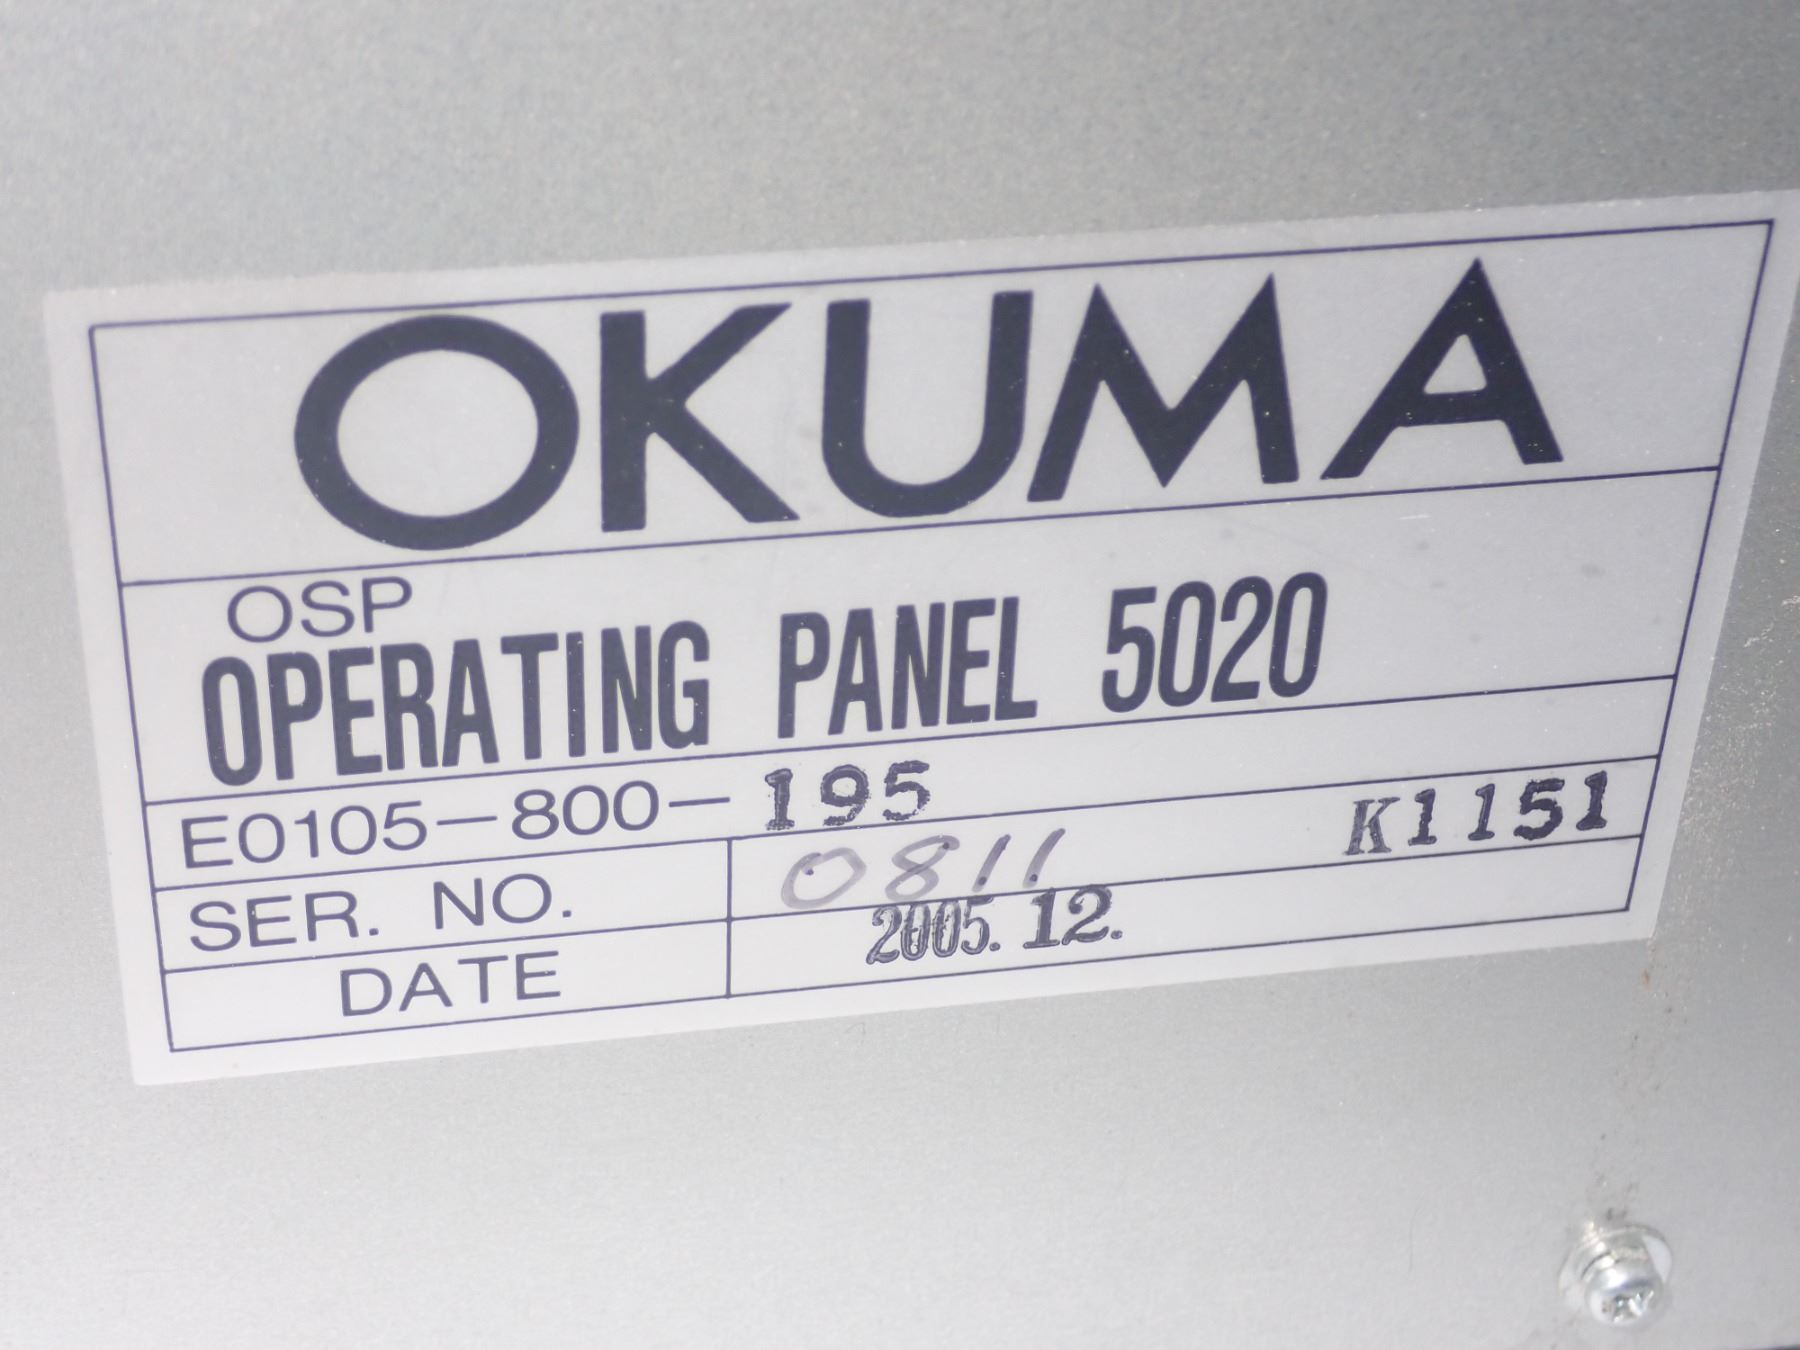 OKUMA
OSP
OPERATING PANEL 5020
E0105-800-195
SER. NO. 0811 K1151
DATE 2005.12.